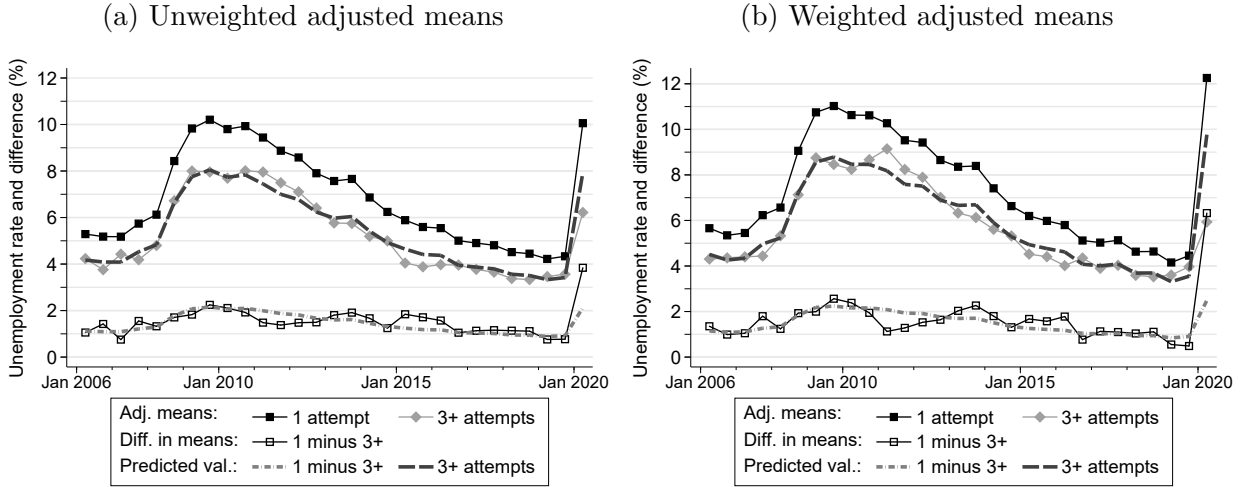 (a) Unweighted adjusted means
Unemployment rate and difference (%)
12
10
8
6
4
2
0
Jan 2006
Jan 2010
Jan 2015
Jan 2020
Adj. means:
1 attempt
3+ attempts
Diff. in means:
1 minus 3+
Predicted val.:
1 minus 3+
3+ attempts
(b) Weighted adjusted means
Unemployment rate and difference (%)
12
10
8
6
4
2
0
Jan 2006
Jan 2010
Jan 2015
Jan 2020
Adj. means:
1 attempt
3+ attempts
Diff. in means:
1 minus 3+
Predicted val.:
1 minus 3+
3+ attempts